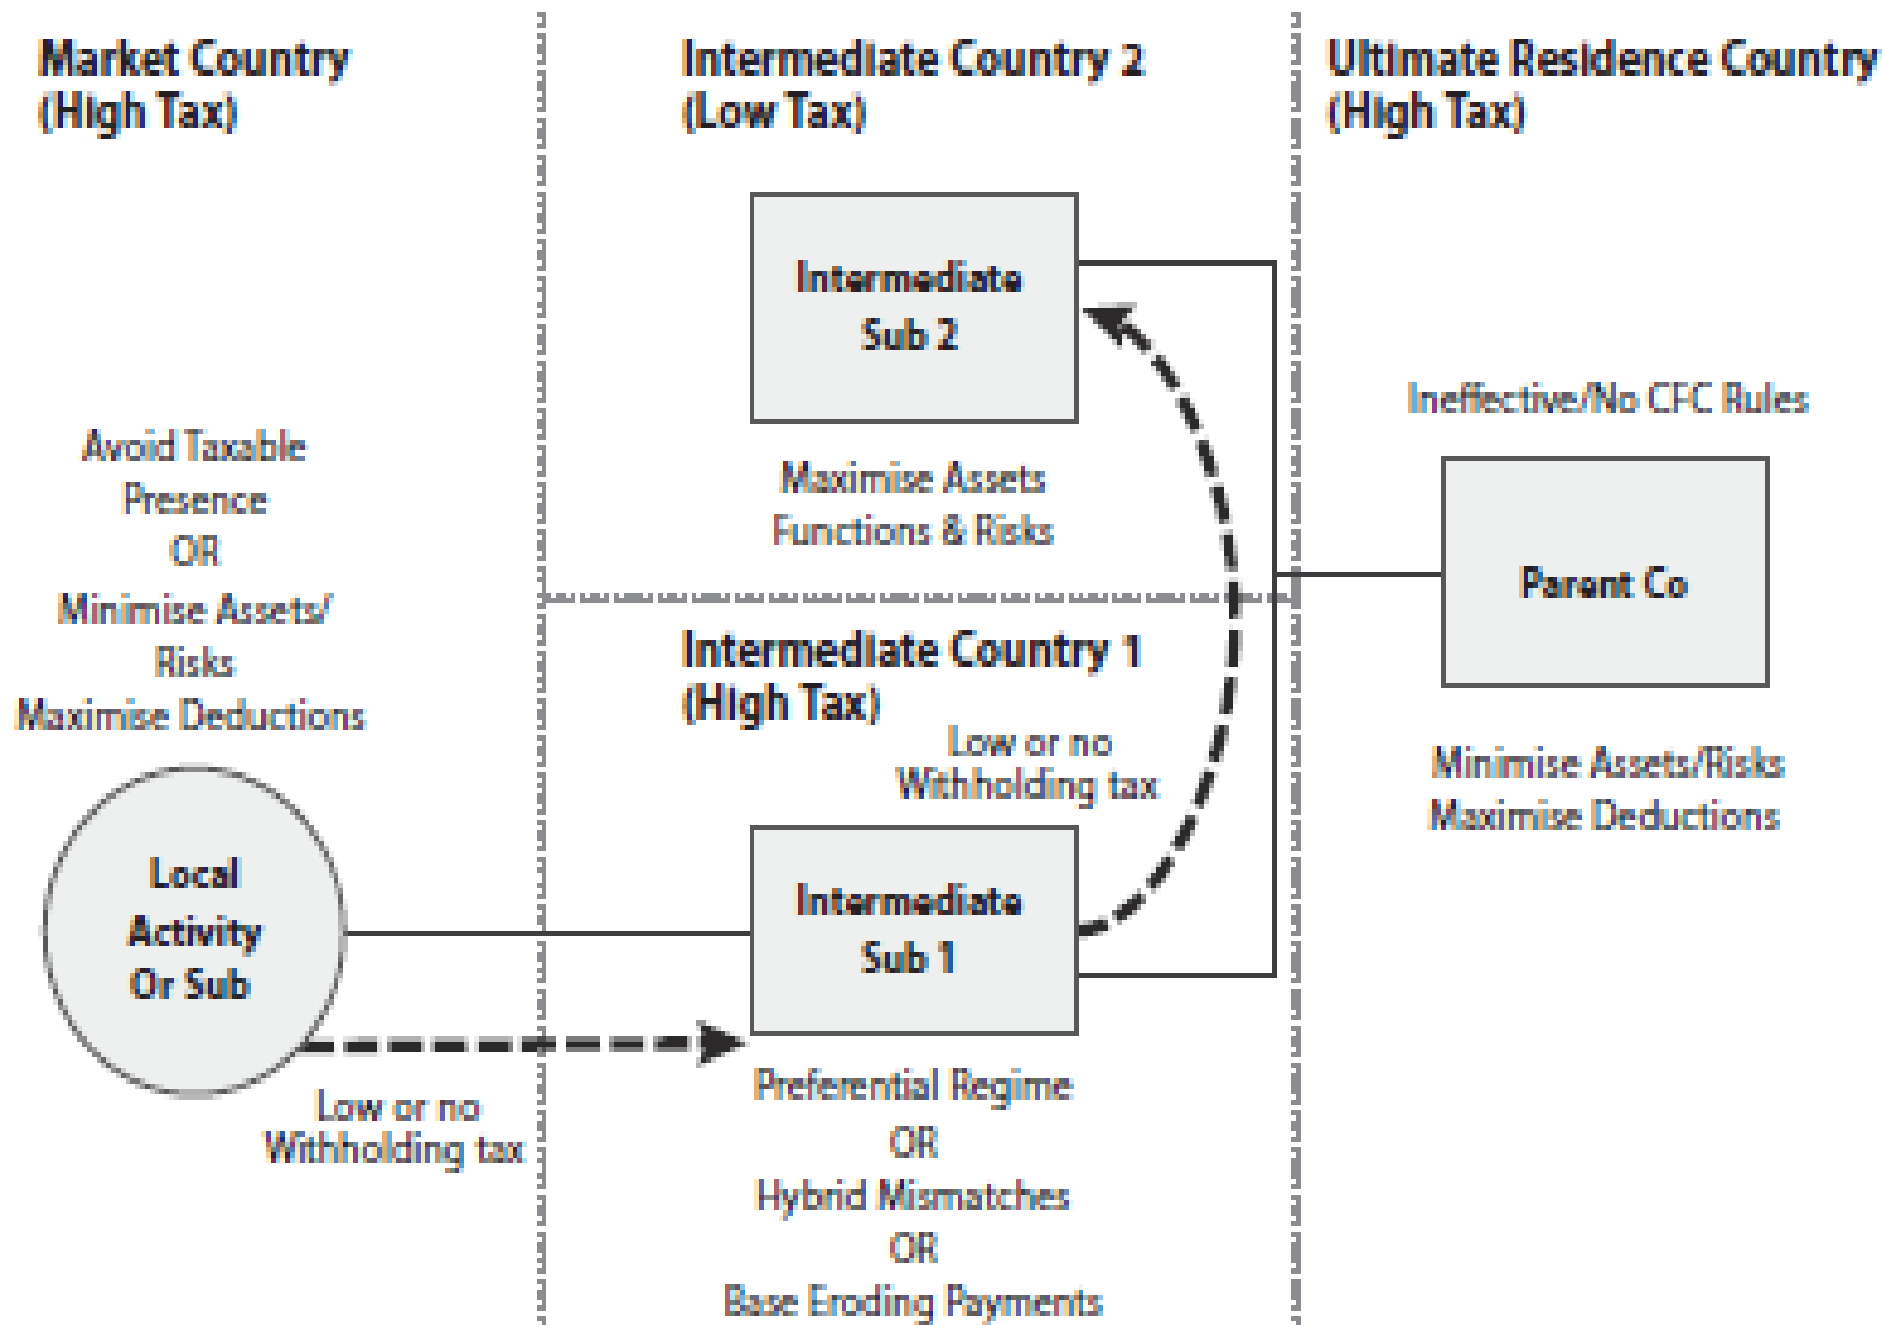 Market Country
(High Tax)
Intermediate Country 2
(Low Tax)
Ultimate Residence Country
(High Tax)
Intermediate
Sub 2
Ineffective/No CFC Rules
Avoid Taxable
Presence
OR
Minimise Assets/
Risks
Maximise Deductions
Maximise Assets
Functions & Risks
Parent Co
Intermediate Country 1
(High Tax)
Low or no
Withholding tax
Minimise Assets/Risks
Maximise Deductions
Local
Activity
Or Sub
Intermediate
Sub 1
Low or no
Withholding tax
Preferential Regime
OR
Hybrid Mismatches
OR
Base Eroding Payments